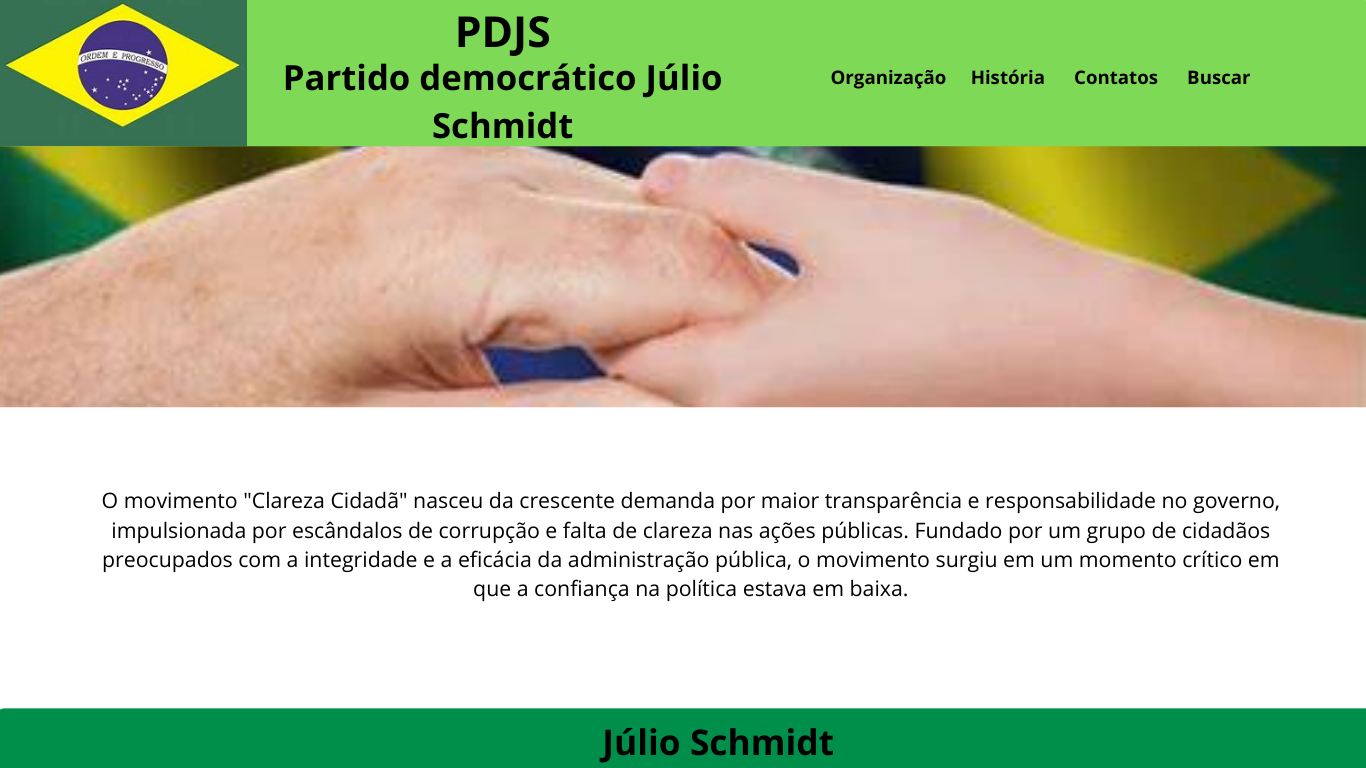 ORDEM E PROGRESSO
PDJS
Partido democrático Júlio
Schmidt
Organização História Contatos Buscar
O movimento "Clareza Cidadã" nasceu da crescente demanda por maior transparência e responsabilidade no governo,
impulsionada por escândalos de corrupção e falta de clareza nas ações públicas. Fundado por um grupo de cidadãos
preocupados com a integridade e a eficácia da administração pública, o movimento surgiu em um momento crítico em
que a confiança na política estava em baixa.
Júlio Schmidt